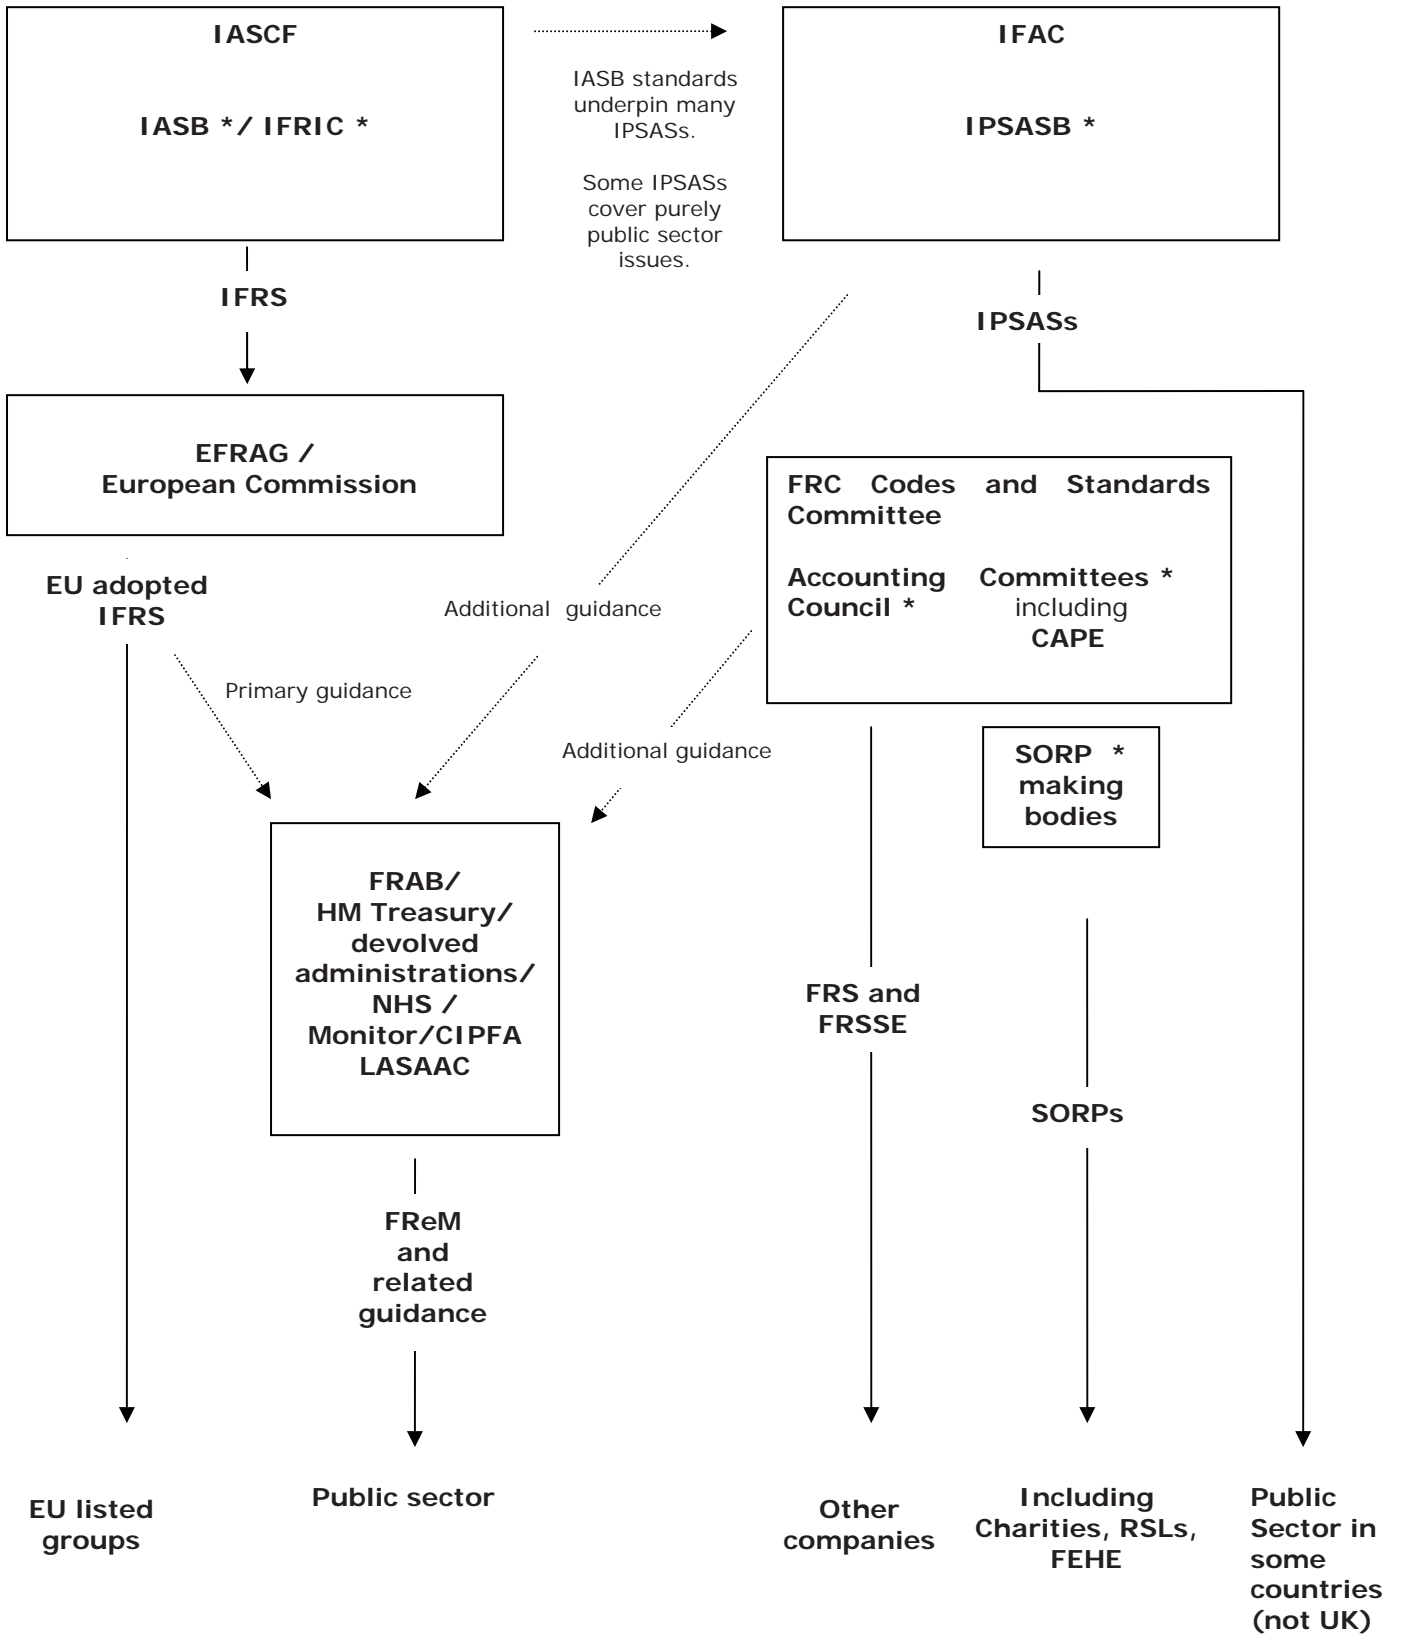 IASCF
IASB */ IFRIC *
IASB standards
underpin many
IPSASs.
Some IPSASs
cover purely
public sector
issues.
IFAC
IPSASB *
IFRS
IPSASs
EFRAG /
European Commission
FRC Codes and Standards
Committee
Accounting Committees *
Council * including
CAPE
EU adopted
IFRS
Additional guidance
Primary guidance
Additional guidance
SORP *
making
bodies
FRAB/
HM Treasury/
devolved
administrations/
NHS /
Monitor/CIPFA
LASAAC
FRS and
FRSSE
SORPs
FReM
and
related
guidance
EU listed
groups
Public sector
Other
companies
Including
Charities, RSLs,
FEHE
Public
Sector in
some
countries
(not UK)